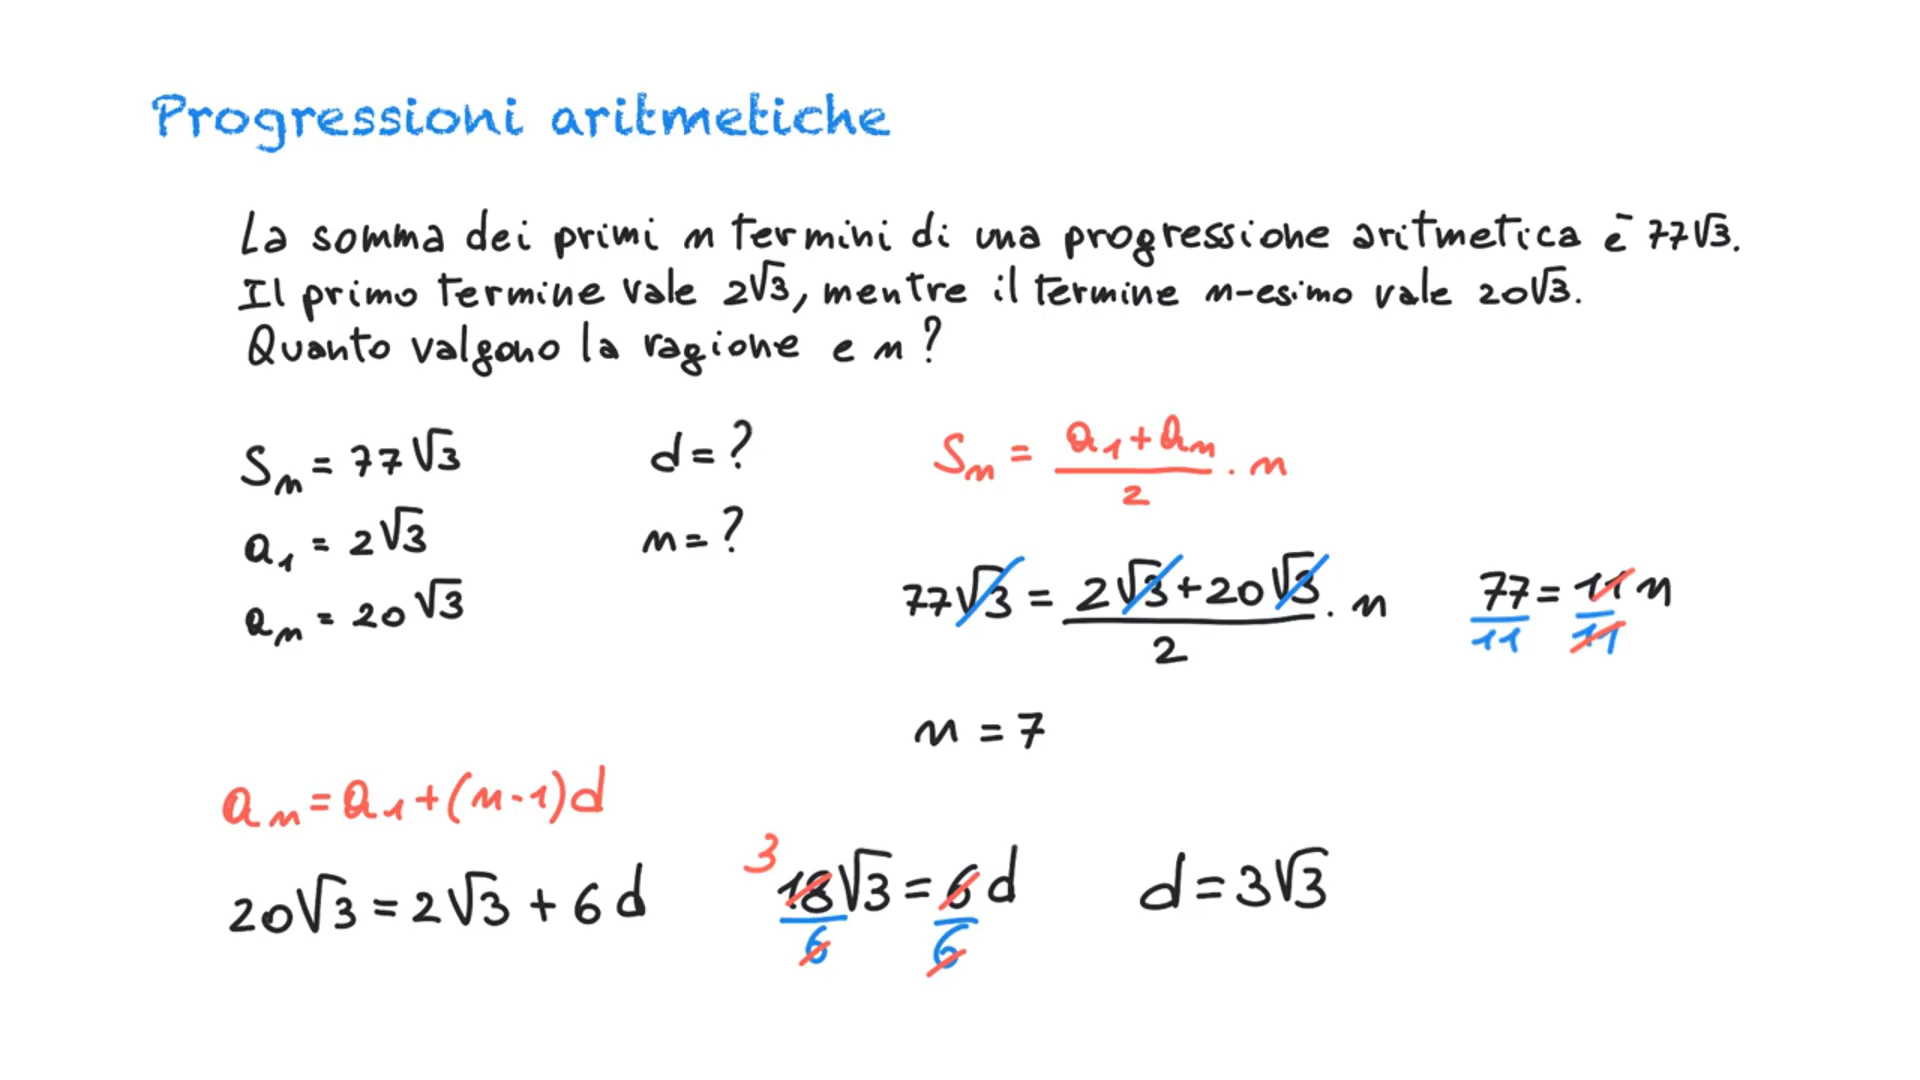 Progressioni aritmetiche
La somma dei primi n termini di una progressione aritmetica è 77√3.
Il primo termine vale 2√3, mentre il termine n-esimo vale 20√3.
Quanto valgono la ragione e n?
Sn = 77√3
a1 = 2√3
an = 20√3
d = ?
n = ?
Sn = (a1 + an)/2 · n
77√3 = (2√3 + 20√3)/2 · n
77/11 = 11/11 n
n = 7
an = a1 + (n-1)d
20√3 = 2√3 + 6d
3 18/6 √3 = 6/6 d
d = 3√3